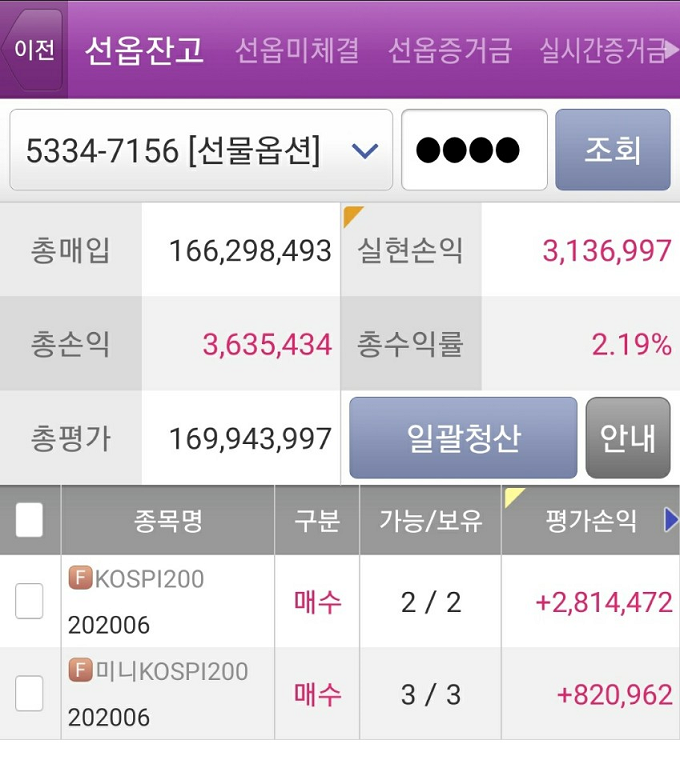 이전 선옵잔고 선옵미체결 선옵증거금 실시간증거금
5334-7156 [선물옵션] ●●●● 조회
총매입 166,298,493 실현손익 3,136,997
총손익 3,635,434 총수익률 2.19%
총평가 169,943,997 일괄청산 안내
종목명 구분 가능/보유 평가손익
F KOSPI200 매수 2 / 2 +2,814,472
202006
F 미니KOSPI200 매수 3 / 3 +820,962
202006